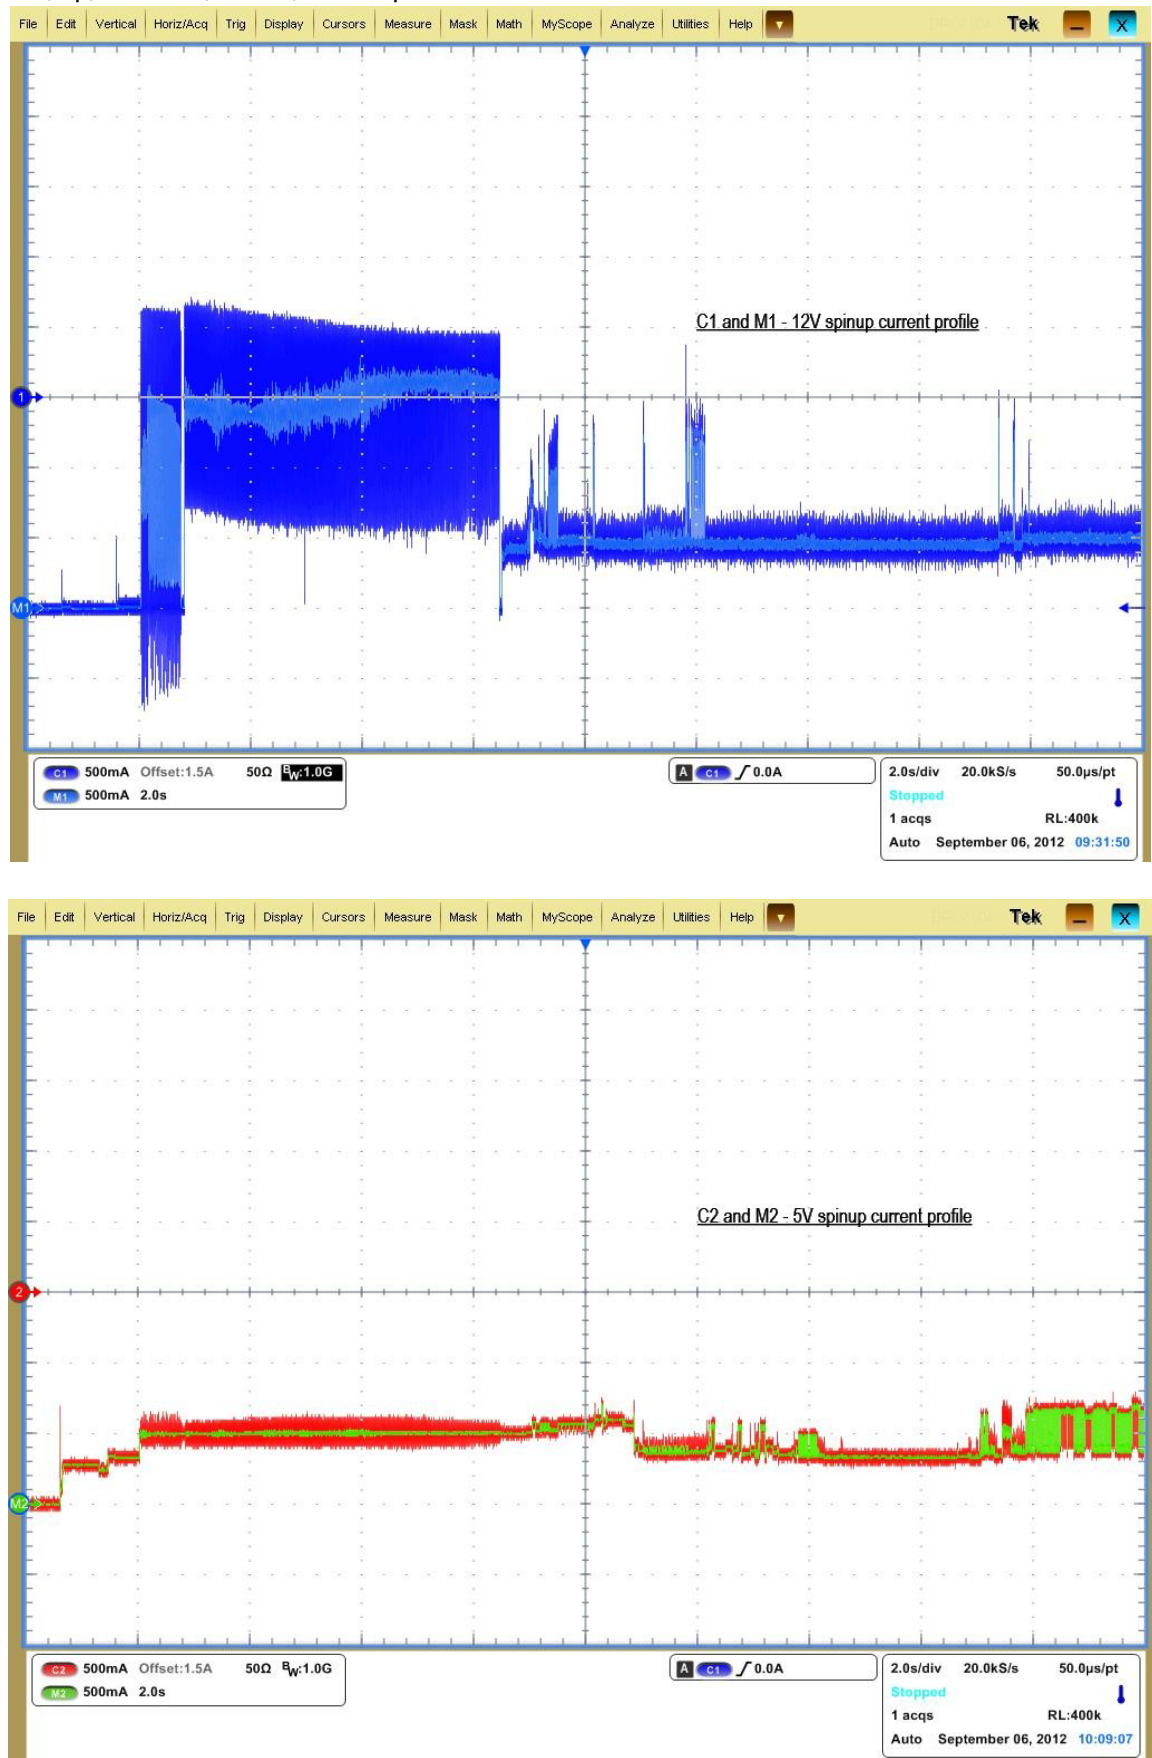 File Edit Vertical Horiz/Acq Trig Display Cursors Measure Mask Math MyScope Analyze Utilities Help Tek X
C1 and M1 - 12V spinup current profile
1
M1
C1 500mA Offset:1.5A 50Ω BW:1.0G
M1 500mA 2.0s
A C1 0.0A
2.0s/div 20.0kS/s 50.0µs/pt
Stopped
1 acqs RL:400k
Auto September 06, 2012 09:31:50
File Edit Vertical Horiz/Acq Trig Display Cursors Measure Mask Math MyScope Analyze Utilities Help Tek X
C2 and M2 - 5V spinup current profile
2
M2
C2 500mA Offset:1.5A 50Ω BW:1.0G
M2 500mA 2.0s
A C1 0.0A
2.0s/div 20.0kS/s 50.0µs/pt
Stopped
1 acqs RL:400k
Auto September 06, 2012 10:09:07